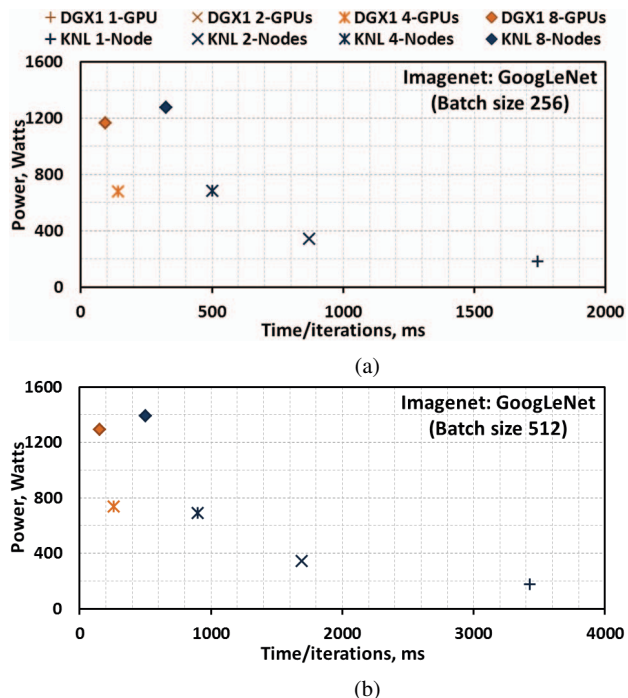 DGX1 1-GPU DGX1 2-GPUs DGX1 4-GPUs DGX1 8-GPUs
KNL 1-Node KNL 2-Nodes KNL 4-Nodes KNL 8-Nodes
1600
Imagenet: GoogLeNet
(Batch size 256)
1200
800
400
0
Power, Watts
0 500 1000 1500 2000
Time/iterations, ms
(a)
1600
Imagenet: GoogLeNet
(Batch size 512)
1200
800
400
0
Power, Watts
0 1000 2000 3000 4000
Time/iterations, ms
(b)